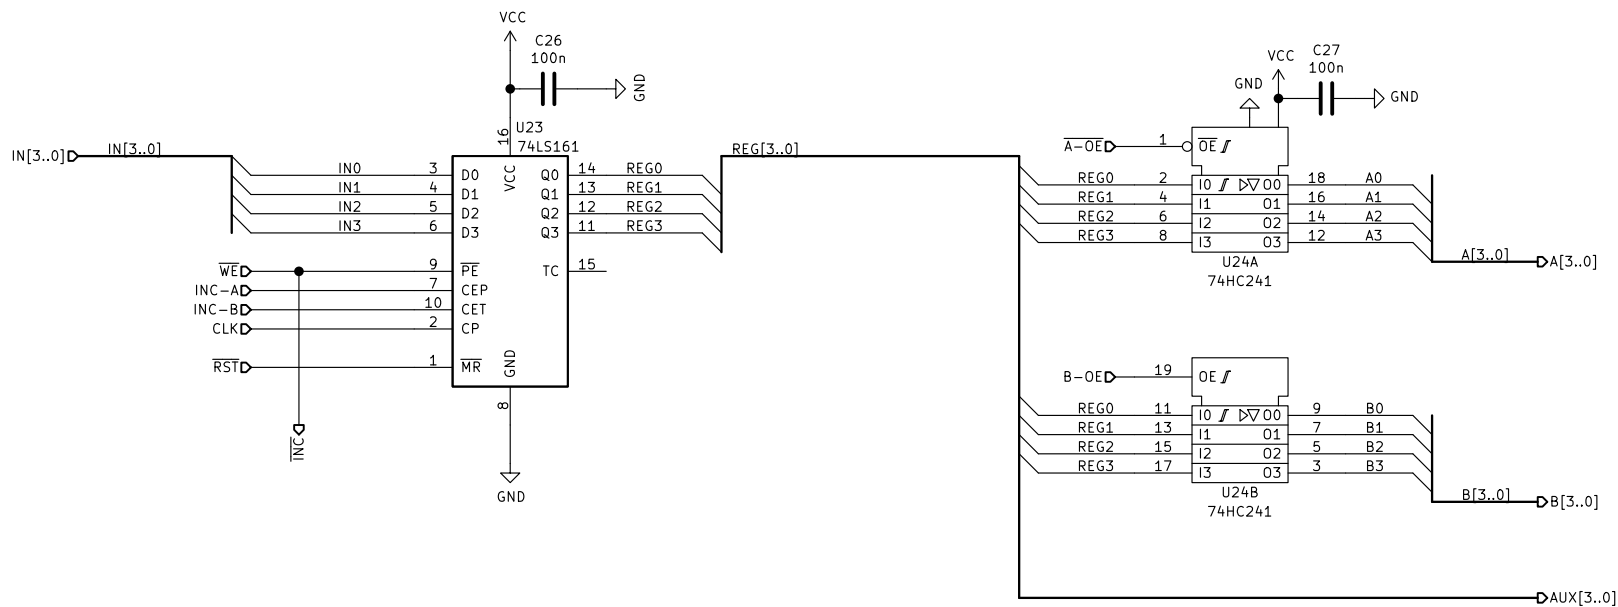 VCC
C26
100n
GND
U23
74LS161
16
VCC
IN[3..0]
IN[3..0]
IN0 3 D0 Q0 14 REG0
IN1 4 D1 Q1 13 REG1
IN2 5 D2 Q2 12 REG2
IN3 6 D3 Q3 11 REG3
WE 9 PE TC 15
INC-A 7 CEP
INC-B 10 CET
CLK 2 CP
RST 1 MR
GND
8
INC
GND
REG[3..0]
C27
100n
VCC
GND
GND
A-OE 1 OE
REG0 2 I0 O0 18 A0
REG1 4 I1 O1 16 A1
REG2 6 I2 O2 14 A2
REG3 8 I3 O3 12 A3
U24A
74HC241
A[3..0]
A[3..0]
B-OE 19 OE
REG0 11 I0 O0 9 B0
REG1 13 I1 O1 7 B1
REG2 15 I2 O2 5 B2
REG3 17 I3 O3 3 B3
U24B
74HC241
B[3..0]
B[3..0]
AUX[3..0]